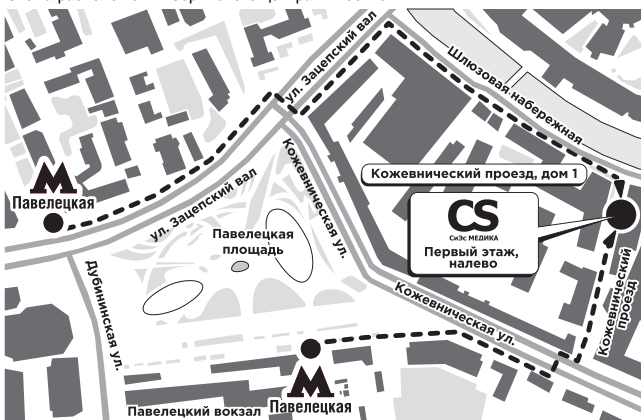 ул. Зацепский вал
Шлюзовая набережная
Кожевнический проезд, дом 1
М
Павелецкая
CS
СиЭс МЕДИКА
Первый этаж,
налево
ул. Зацепский вал
Кожевническая ул.
Павелецкая
площадь
Кожевнический
проезд
Дубининская ул.
Кожевническая ул.
М
Павелецкий вокзал
Павелецкая